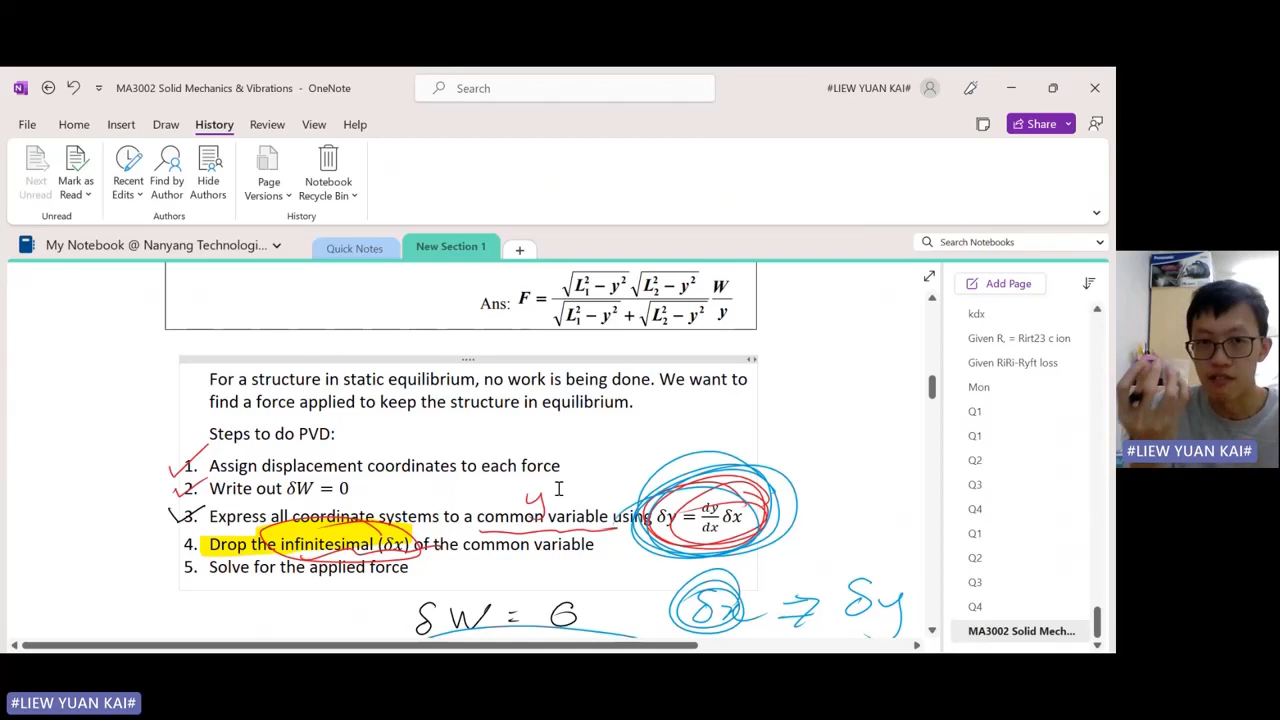 MA3002 Solid Mechanics & Vibrations - OneNote
Search
#LIEW YUAN KAI#
File Home Insert Draw History Review View Help
Share
Next Unread
Mark as Read
Recent Edits
Find by Author
Hide Authors
Page Versions
Notebook Recycle Bin
Unread
Authors
History
My Notebook @ Nanyang Technologi...
Quick Notes
New Section 1
Search Notebooks
Ans: F = √(L₁² − y²) √(L₂² − y²) / (√(L₁² − y²) + √(L₂² − y²)) W/y
For a structure in static equilibrium, no work is being done. We want to
find a force applied to keep the structure in equilibrium.
Steps to do PVD:
1. Assign displacement coordinates to each force
2. Write out δW = 0
y
3. Express all coordinate systems to a common variable using δy = dy/dx δx
4. Drop the infinitesimal (δx) of the common variable
5. Solve for the applied force
δW = 0
δx ⇒ δy
Add Page
kdx
Given R, = Rirt23 c ion
Given RiRi-Ryft loss
Mon
Q1
Q1
Q2
Q3
Q4
Q1
Q2
Q3
Q4
MA3002 Solid Mech...
Panasonic
#LIEW YUAN KAI#
#LIEW YUAN KAI#